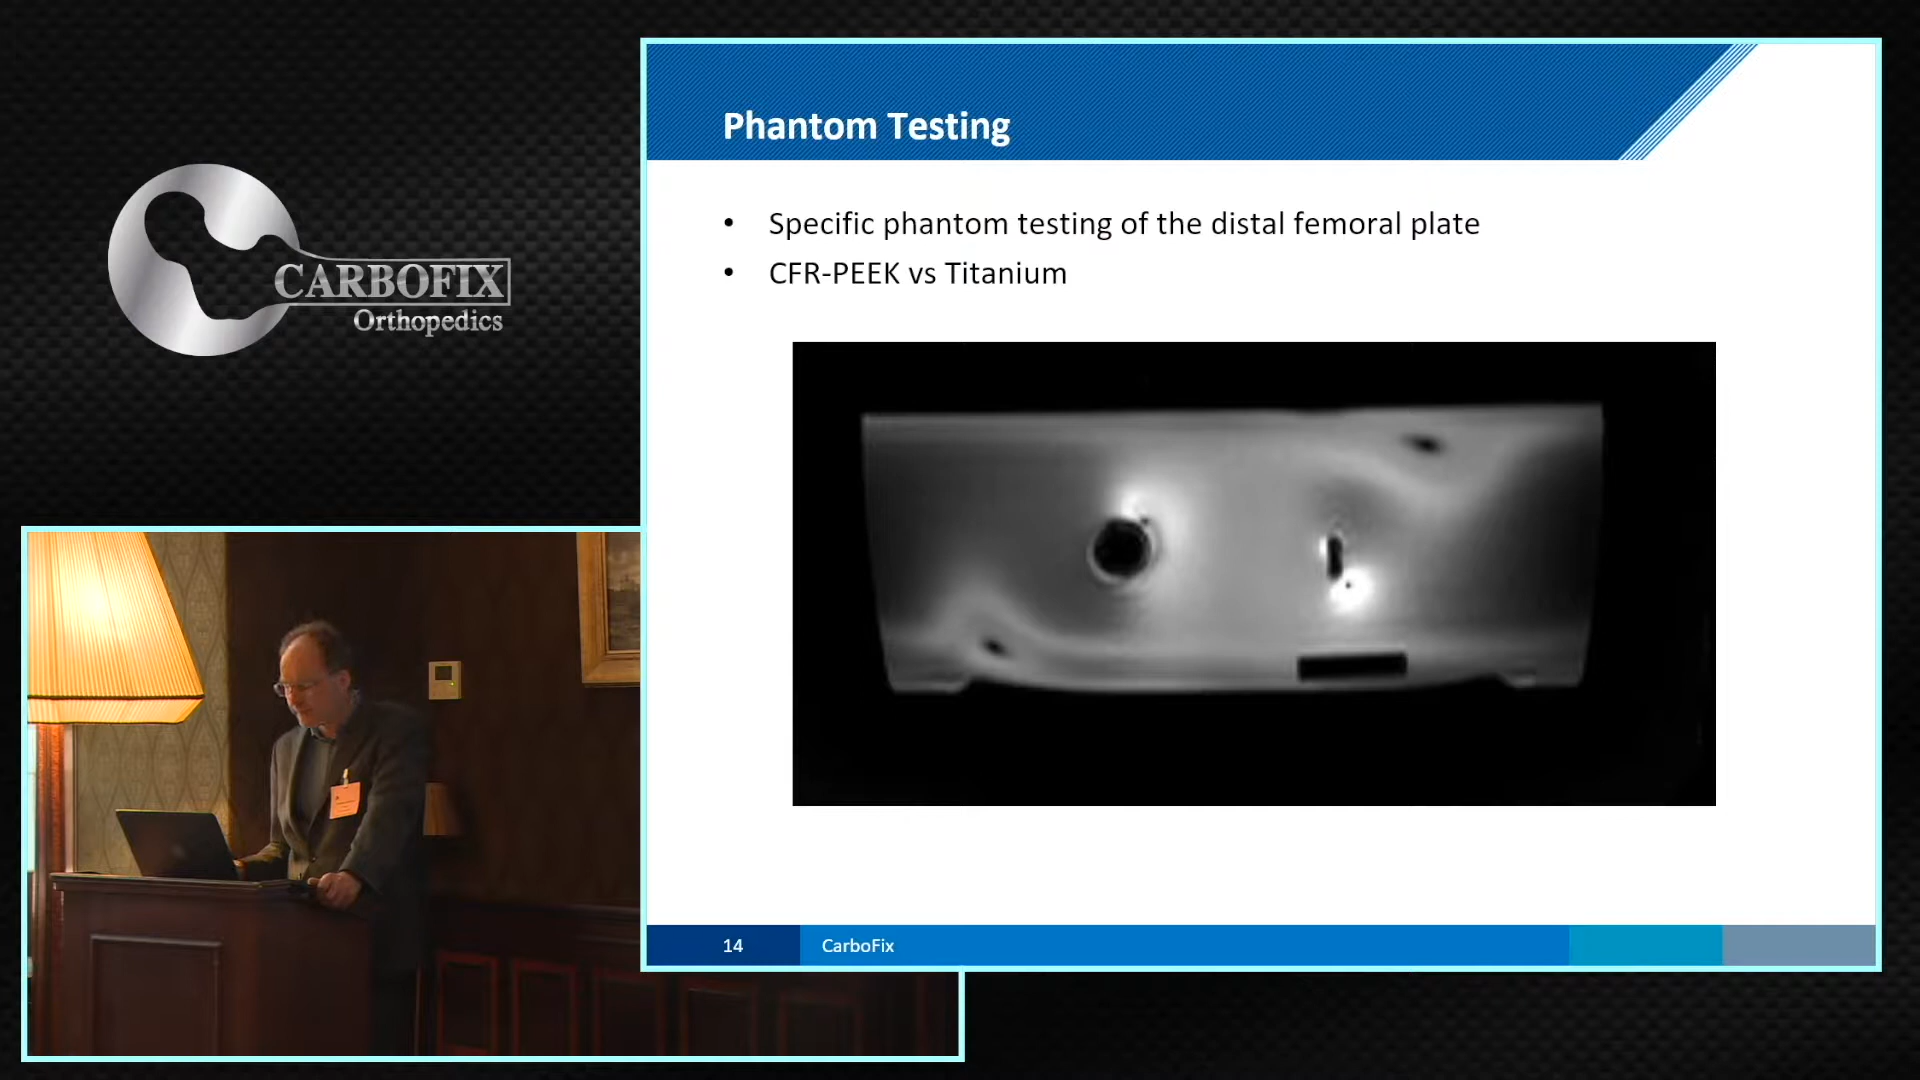 CARBOFIX
Orthopedics
Phantom Testing
• Specific phantom testing of the distal femoral plate
• CFR-PEEK vs Titanium
14 CarboFix